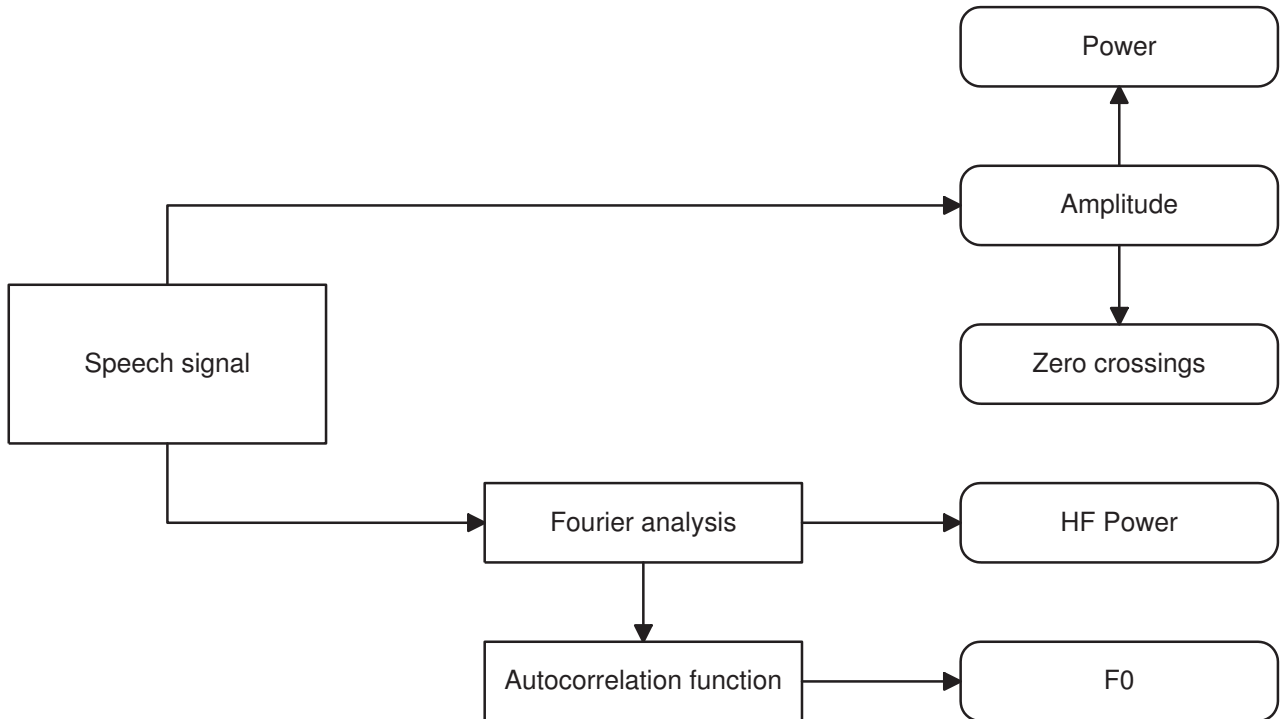 Power
Amplitude
Speech signal
Zero crossings
Fourier analysis
HF Power
Autocorrelation function
F0